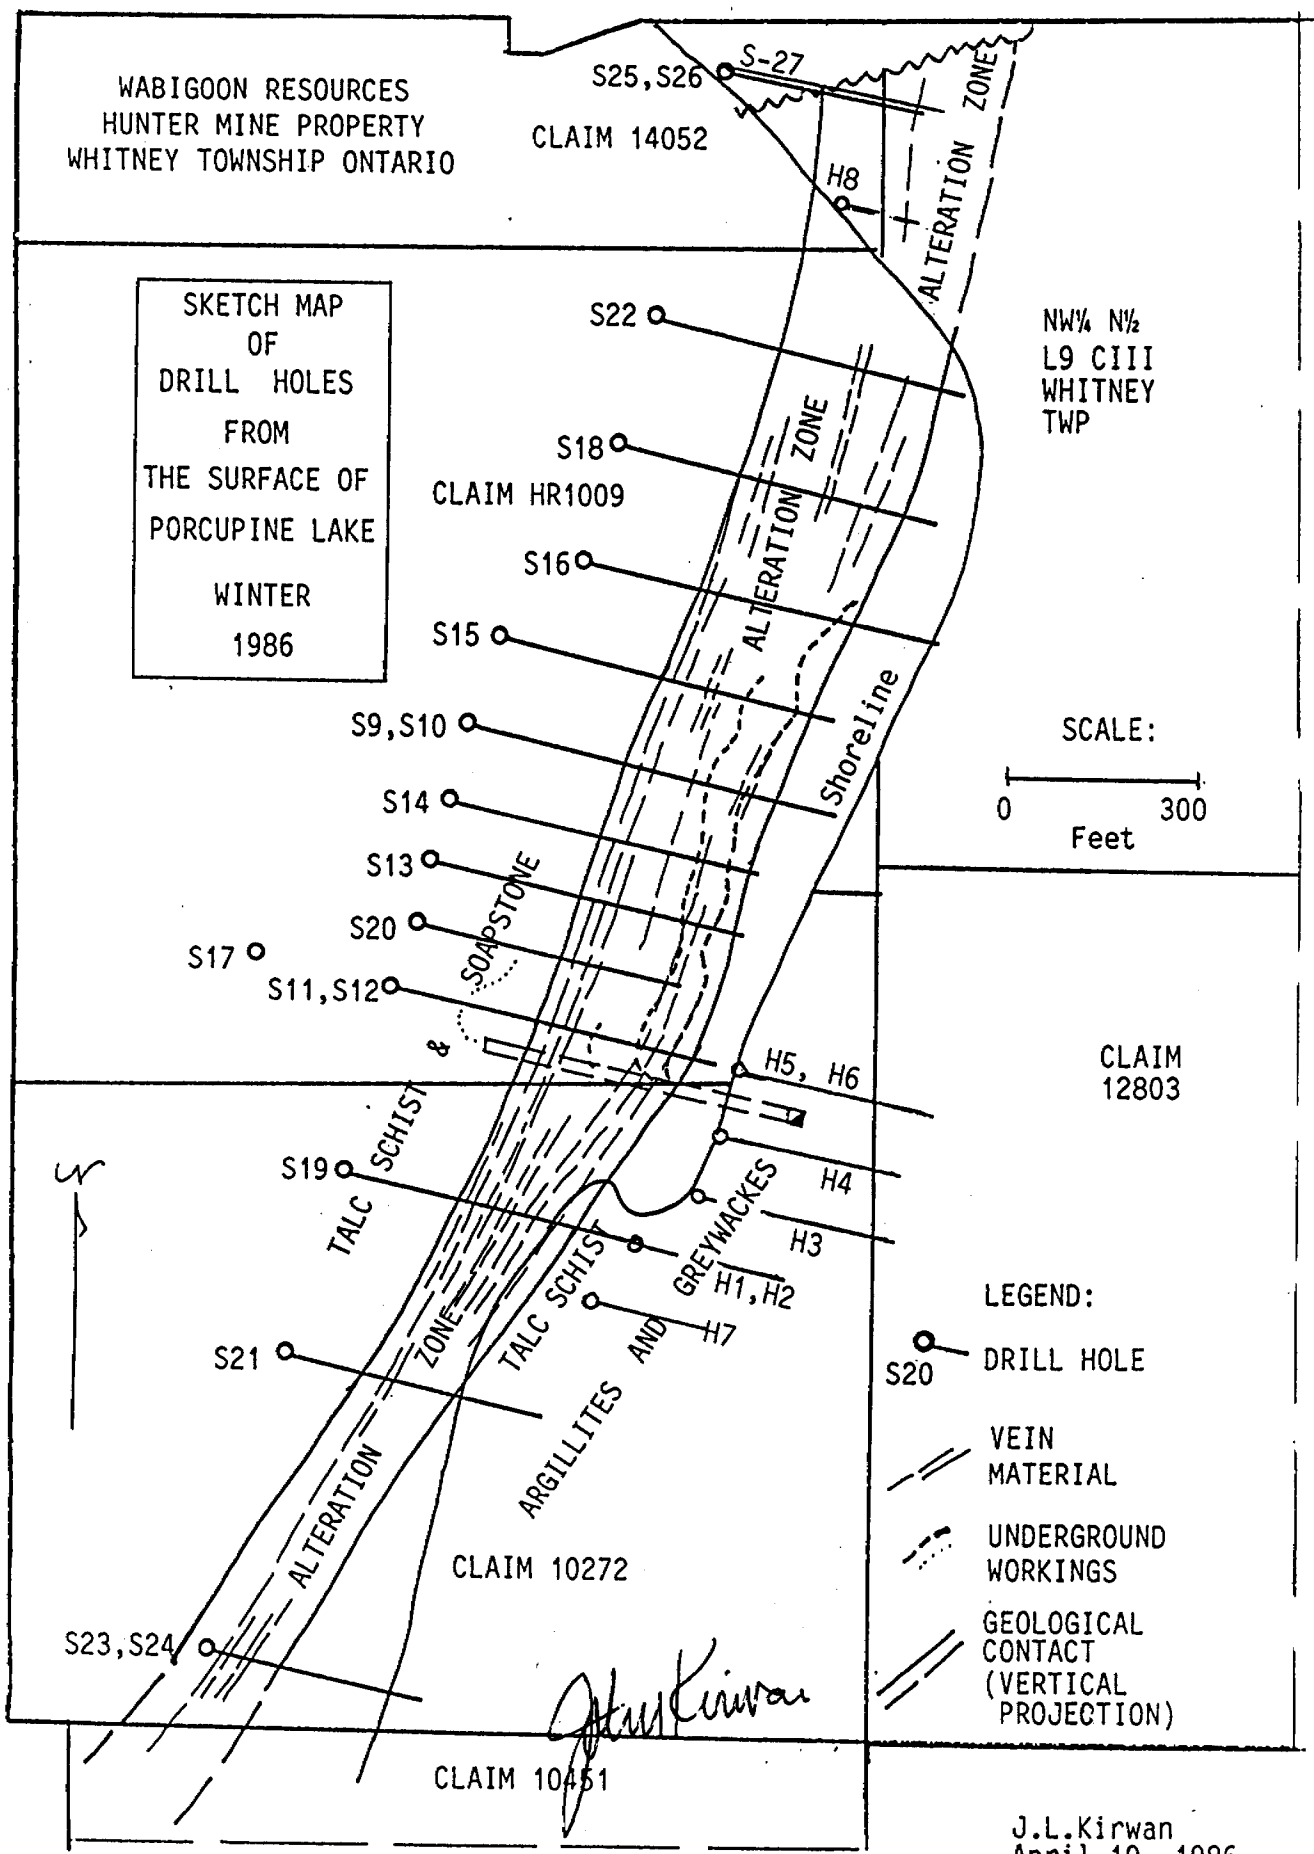 WABIGOON RESOURCES
HUNTER MINE PROPERTY
WHITNEY TOWNSHIP ONTARIO
S25,S26
S-27
CLAIM 14052
H8
ALTERATION ZONE
SKETCH MAP
OF
DRILL HOLES
FROM
THE SURFACE OF
PORCUPINE LAKE
WINTER
1986
S22
NW¼ N½
L9 CIII
WHITNEY
TWP
S18
CLAIM HR1009
ALTERATION ZONE
S16
S15
S9,S10
Shoreline
SCALE:
0 300
Feet
S14
S13
S20
S17
S11,S12
TALC SCHIST & SOAPSTONE
H5, H6
CLAIM
12803
H4
S19
H3
H1,H2
H7
TALC SCHIST
ARGILLITES AND GREYWACKES
N
S21
ALTERATION ZONE
CLAIM 10272
S23,S24
LEGEND:
S20 DRILL HOLE
VEIN
MATERIAL
UNDERGROUND
WORKINGS
GEOLOGICAL
CONTACT
(VERTICAL
PROJECTION)
John Kirwan
CLAIM 10451
J.L.Kirwan
April 10, 1986